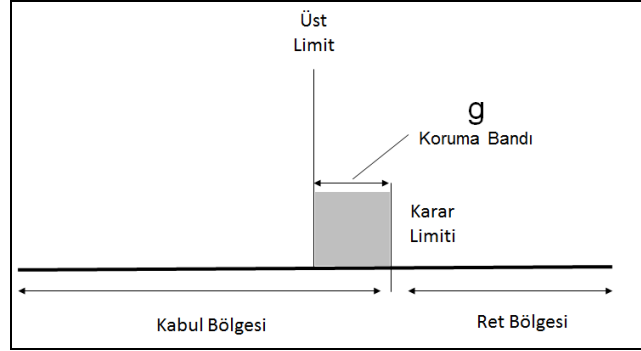 Üst
Limit
g
Koruma Bandı
Karar
Limiti
Kabul Bölgesi
Ret Bölgesi